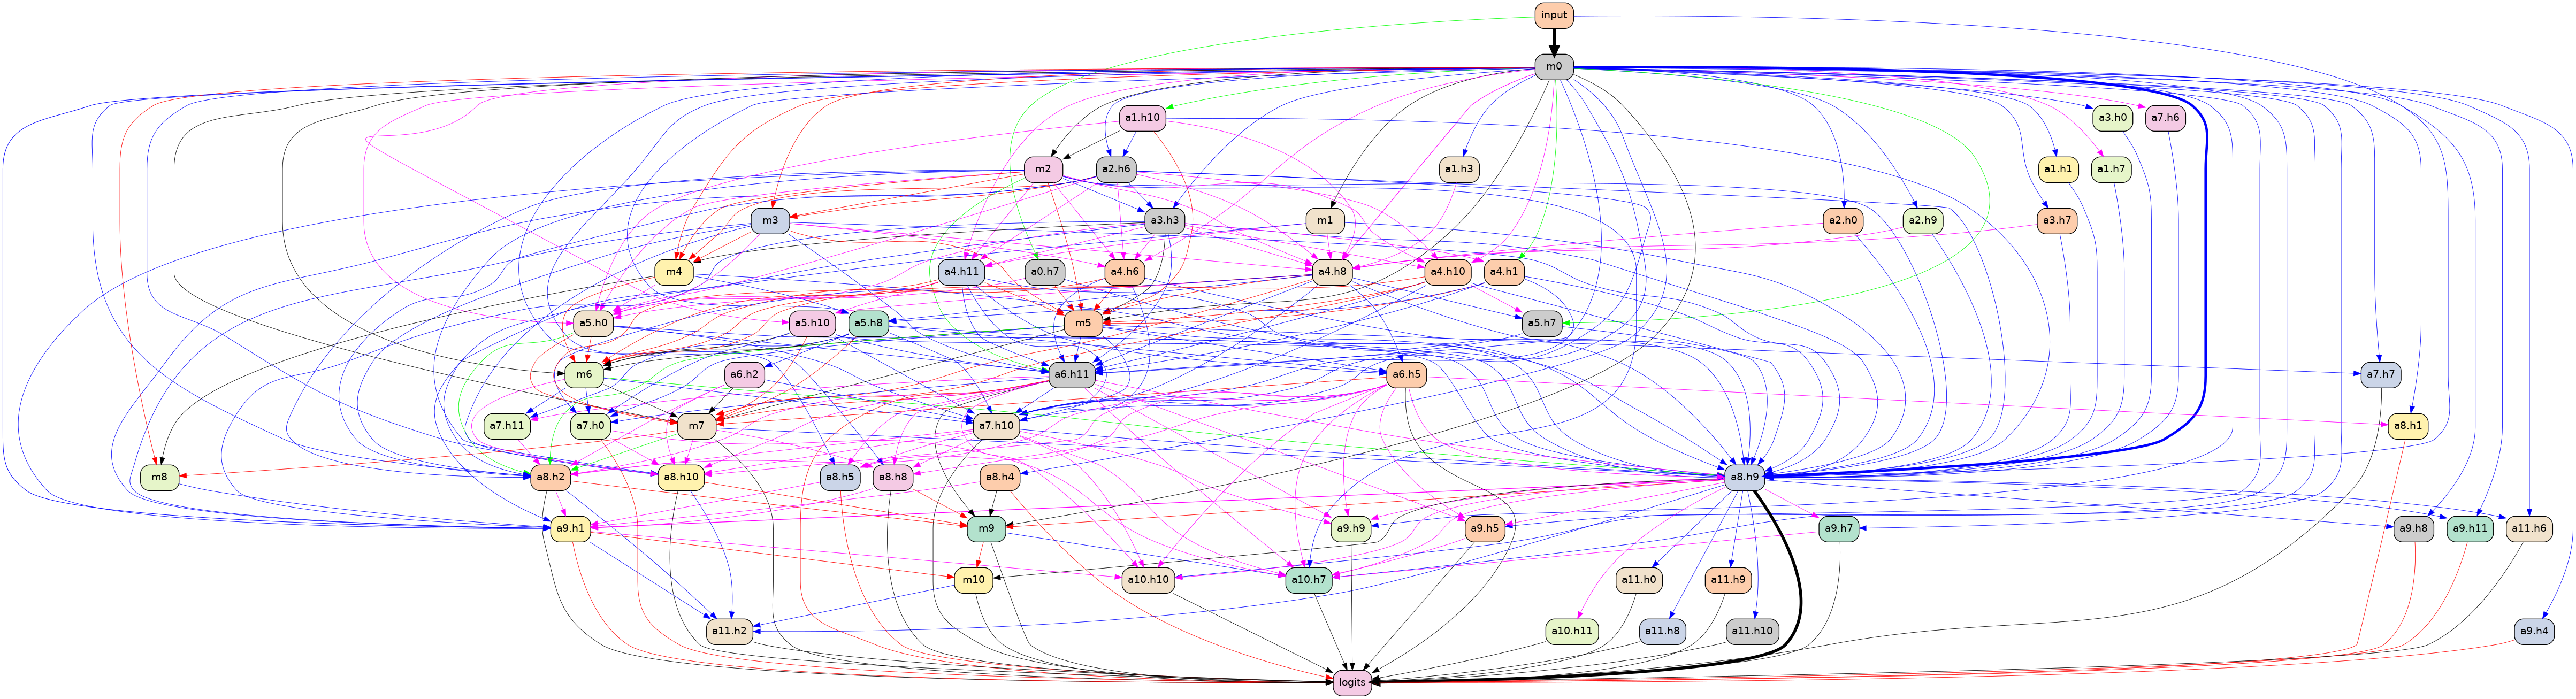 input
m0
a1.h10
a3.h0 a7.h6
m2 a2.h6 a1.h3 a1.h1 a1.h7
m3 a3.h3 m1 a2.h0 a2.h9 a3.h7
m4 a4.h11 a0.h7 a4.h6 a4.h8 a4.h10 a4.h1
a5.h0 a5.h10 a5.h8 m5 a5.h7
m6 a6.h2 a6.h11 a6.h5 a7.h7
a7.h11 a7.h0 m7 a7.h10 a8.h1
m8 a8.h2 a8.h10 a8.h5 a8.h8 a8.h4 a8.h9
a9.h1 m9 a9.h9 a9.h5 a9.h7 a9.h8 a9.h11 a11.h6
m10 a10.h10 a10.h7 a11.h0 a11.h9
a11.h2 a10.h11 a11.h8 a11.h10 a9.h4
logits